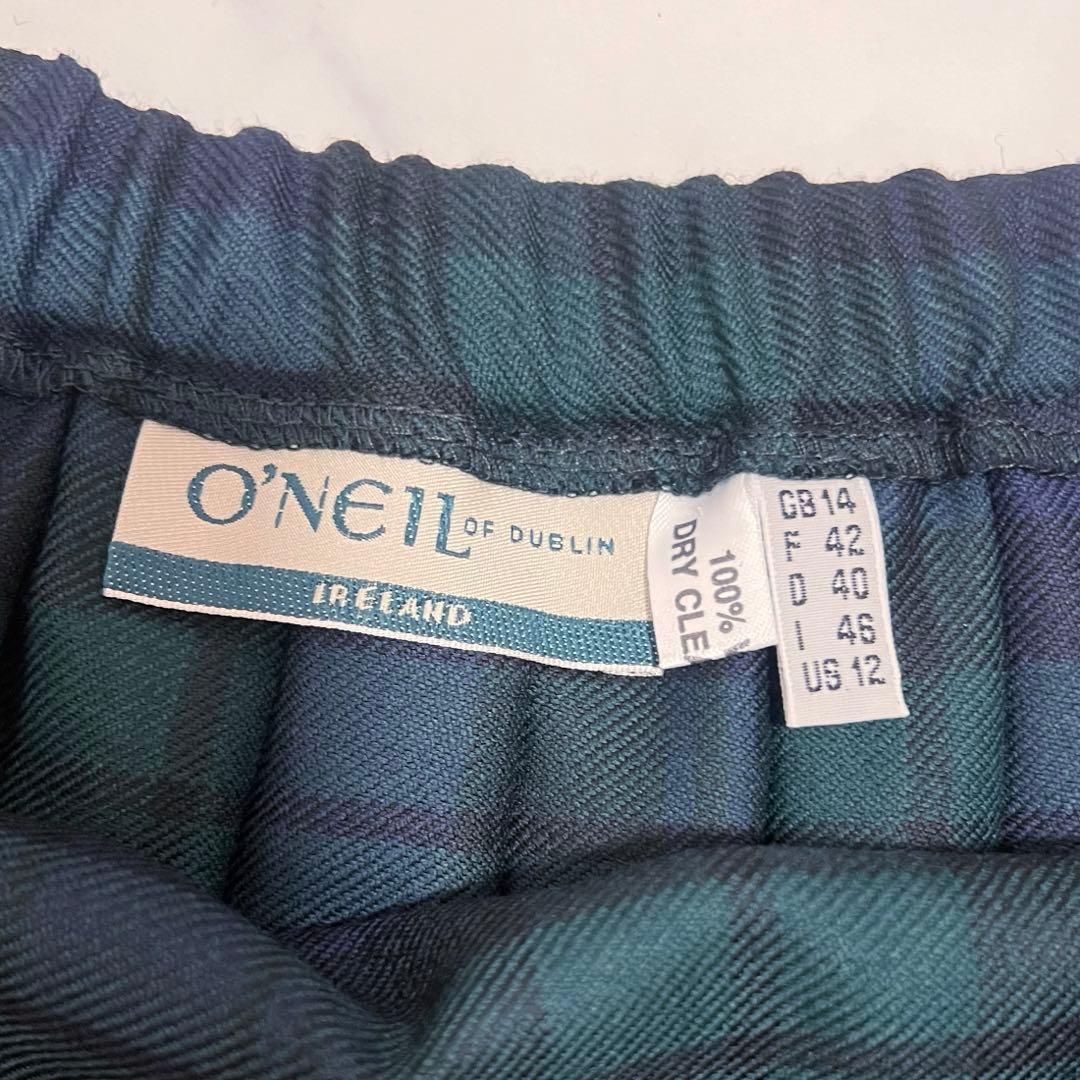 O'NEIL OF DUBLIN
IRELAND
100%
DRY CLE
GB 14
F 42
D 40
I 46
US 12